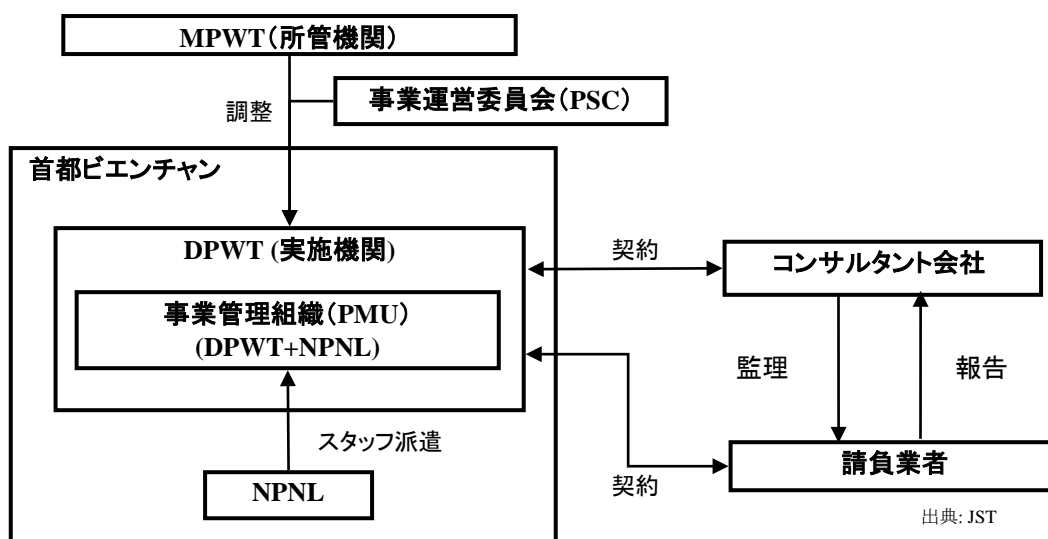 MPWT（所管機関）
事業運営委員会（PSC）
調整
首都ビエンチャン
DPWT (実施機関)
事業管理組織（PMU）
(DPWT+NPNL)
スタッフ派遣
NPNL
契約
コンサルタント会社
監理
報告
請負業者
契約
出典: JST